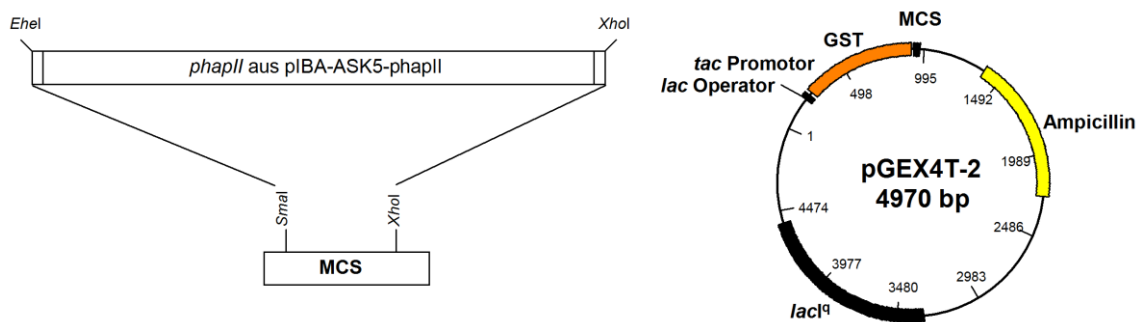 EheI
XhoI
phapII aus pIBA-ASK5-phapII
SmaI
XhoI
MCS
MCS
GST
tac Promotor
lac Operator
995
498
1492
1
Ampicillin
1989
pGEX4T-2
4970 bp
4474
2486
3977
2983
3480
lacIq